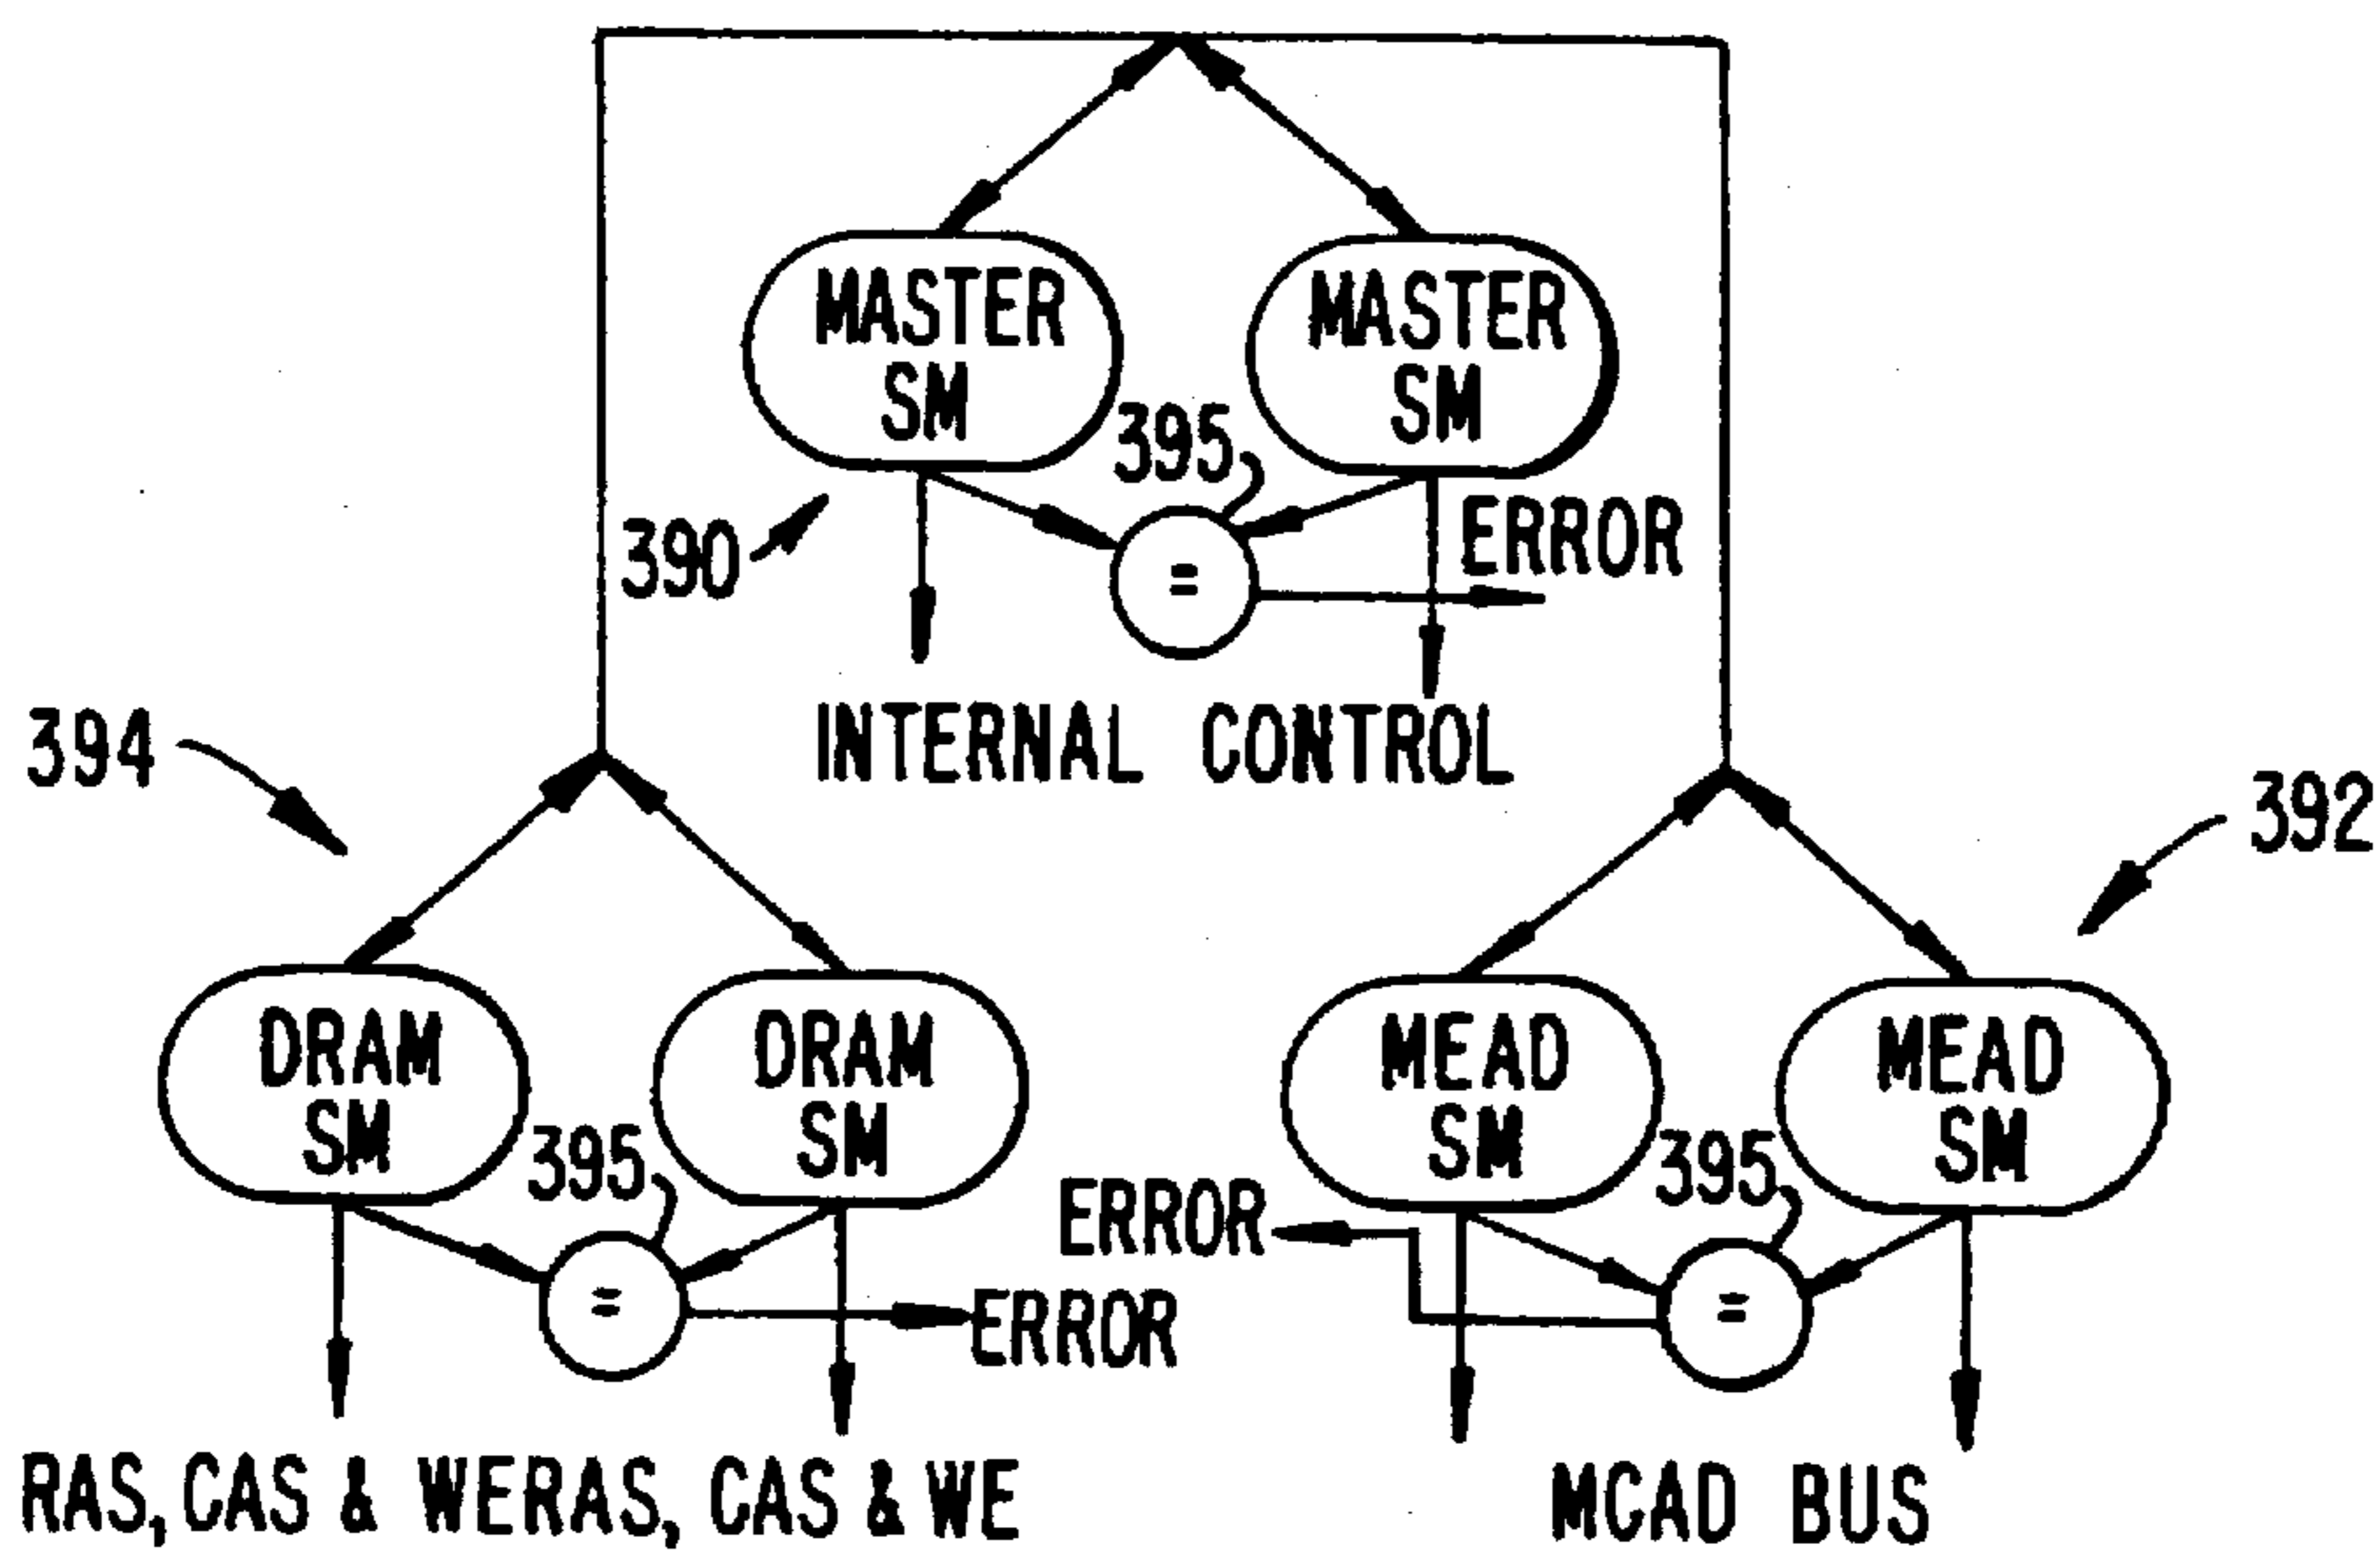 MASTER
SM
MASTER
SM
395
390
=
ERROR
INTERNAL CONTROL
394
392
DRAM
SM
DRAM
SM
395
=
ERROR
MEAD
SM
MEAD
SM
395
=
ERROR
RAS, CAS & WERAS, CAS & WE
MCAD BUS